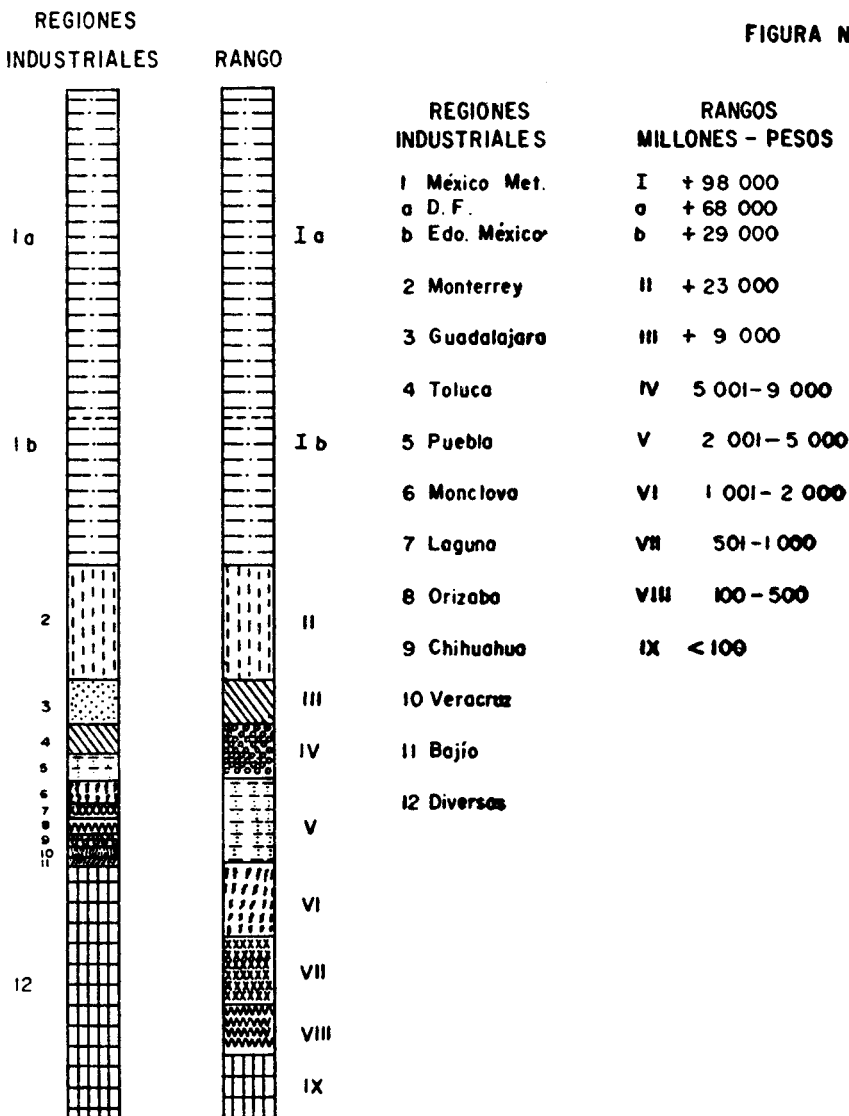 REGIONES
INDUSTRIALES
RANGO
FIGURA N
1a
1b
2
3
4
5
6
7
8
9
10
11
12
I a
I b
II
III
IV
V
VI
VII
VIII
IX
REGIONES
INDUSTRIALES
1 México Met.
a D.F.
b Edo. México
2 Monterrey
3 Guadalajara
4 Toluca
5 Puebla
6 Monclova
7 Laguna
8 Orizaba
9 Chihuahua
10 Veracruz
11 Bajío
12 Diversas
RANGOS
MILLONES - PESOS
I +98 000
a +68 000
b +29 000
II +23 000
III + 9 000
IV 5 001-9 000
V 2 001-5 000
VI 1 001-2 000
VII 501-1 000
VIII 100-500
IX <100